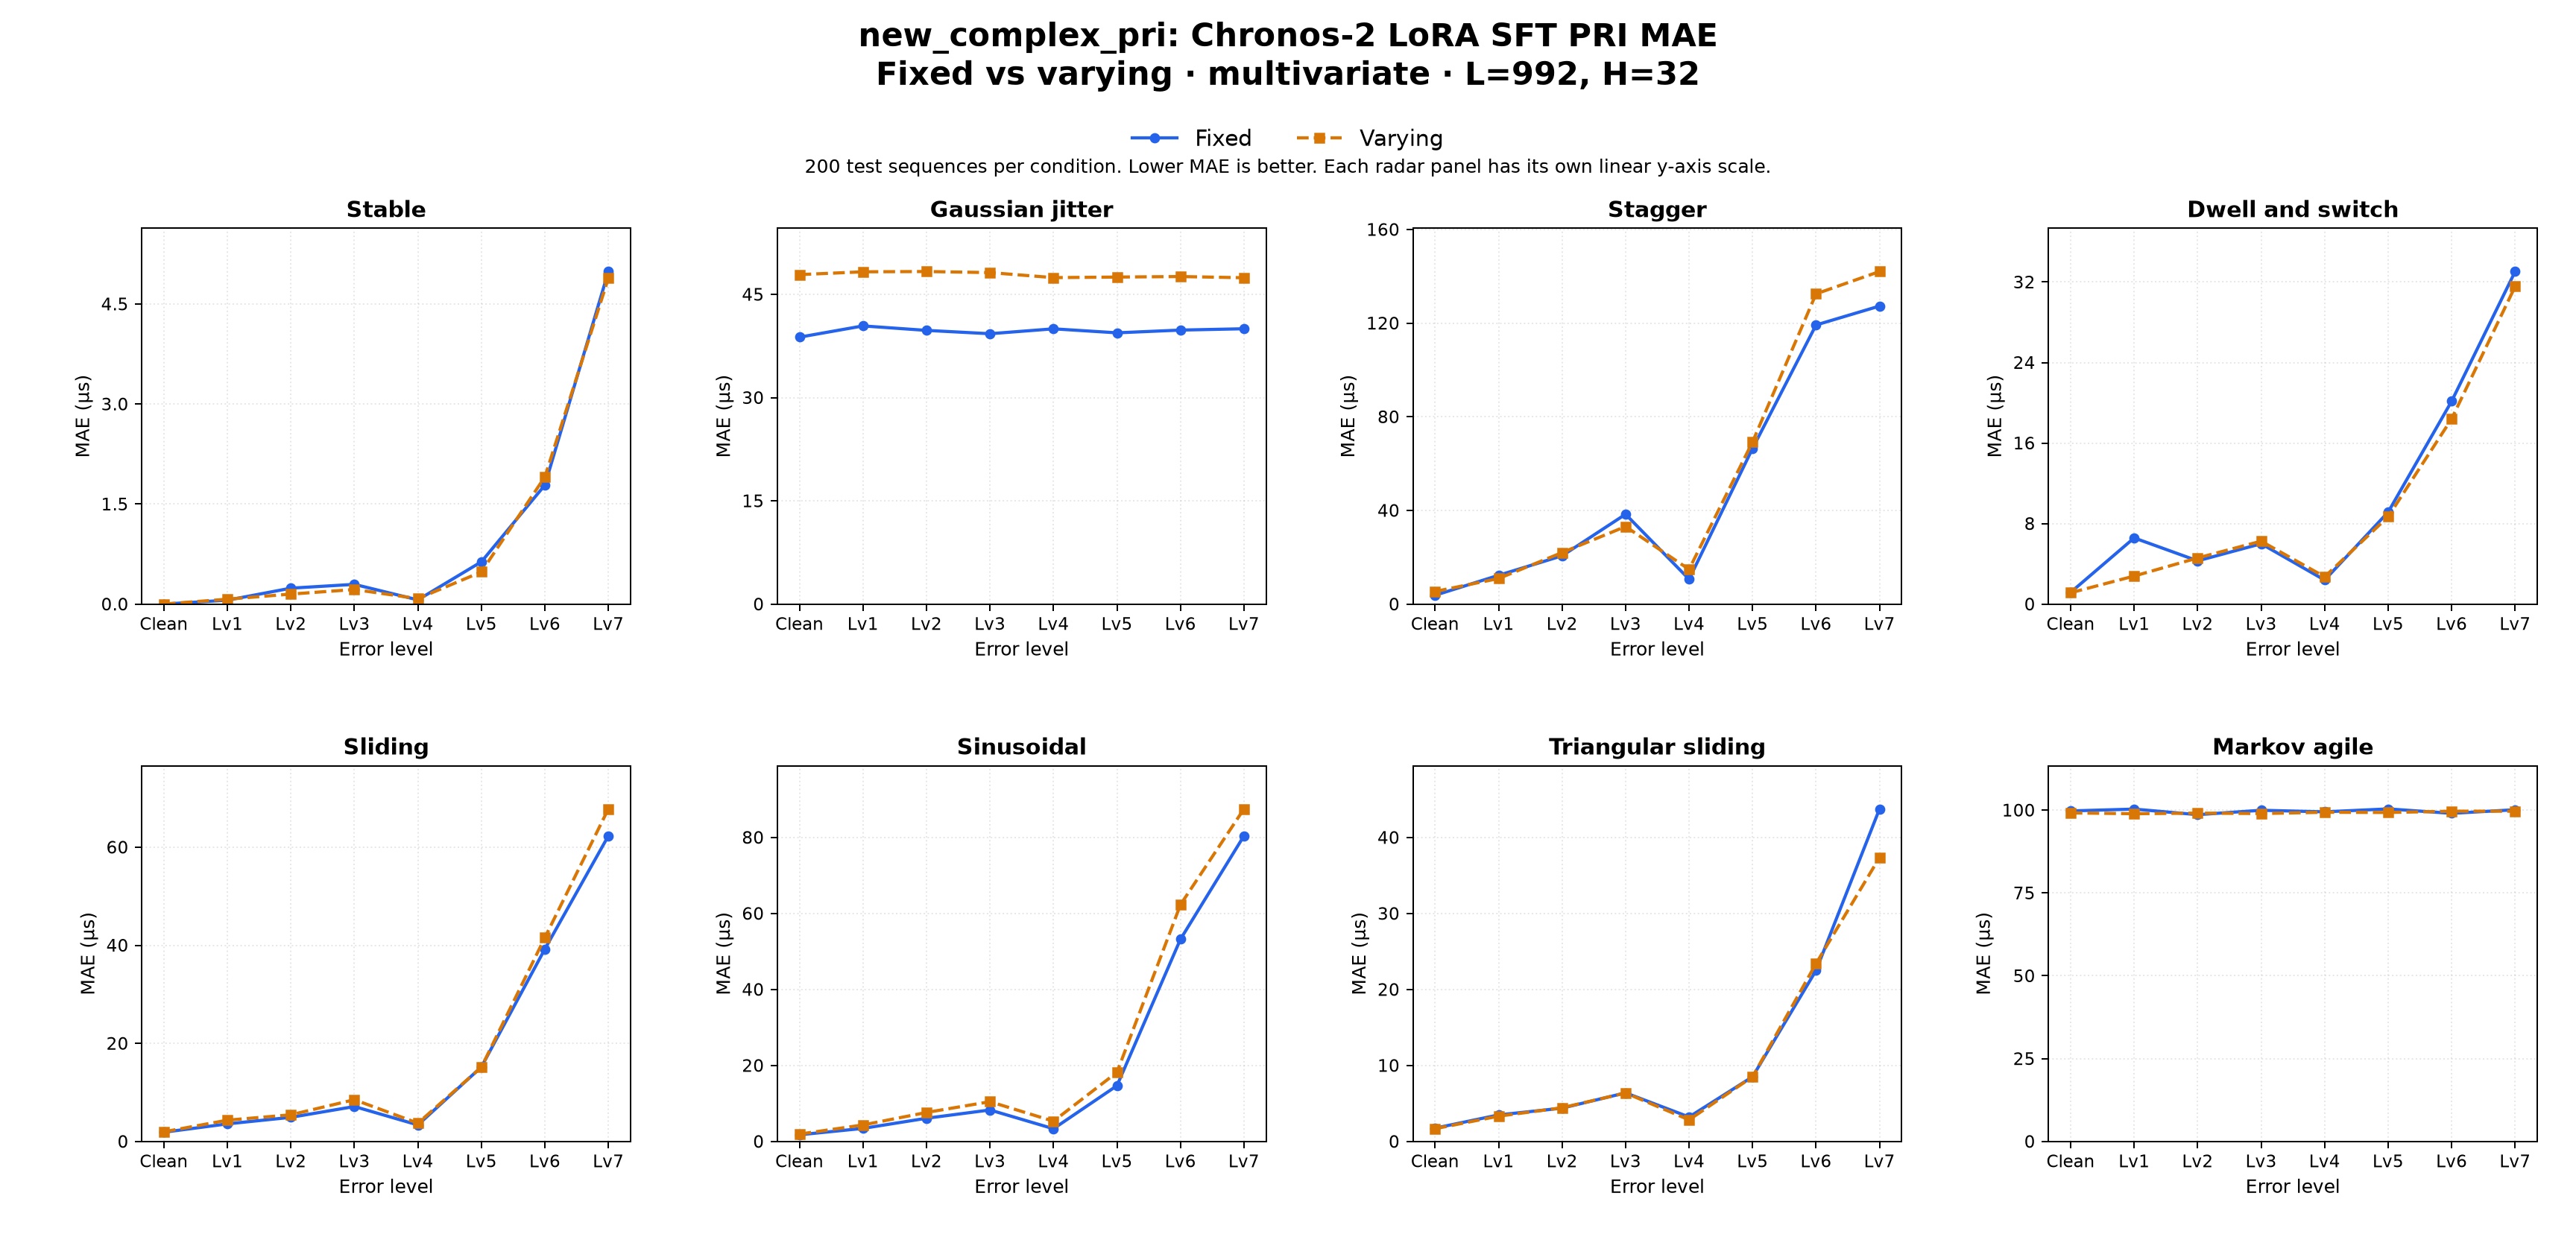 new_complex_pri: Chronos-2 LoRA SFT PRI MAE
Fixed vs varying · multivariate · L=992, H=32
Fixed Varying
200 test sequences per condition. Lower MAE is better. Each radar panel has its own linear y-axis scale.
Stable
MAE (µs)
4.5
3.0
1.5
0.0
Clean Lv1 Lv2 Lv3 Lv4 Lv5 Lv6 Lv7
Error level
Gaussian jitter
MAE (µs)
45
30
15
0
Clean Lv1 Lv2 Lv3 Lv4 Lv5 Lv6 Lv7
Error level
Stagger
MAE (µs)
160
120
80
40
0
Clean Lv1 Lv2 Lv3 Lv4 Lv5 Lv6 Lv7
Error level
Dwell and switch
MAE (µs)
32
24
16
8
0
Clean Lv1 Lv2 Lv3 Lv4 Lv5 Lv6 Lv7
Error level
Sliding
MAE (µs)
60
40
20
0
Clean Lv1 Lv2 Lv3 Lv4 Lv5 Lv6 Lv7
Error level
Sinusoidal
MAE (µs)
80
60
40
20
0
Clean Lv1 Lv2 Lv3 Lv4 Lv5 Lv6 Lv7
Error level
Triangular sliding
MAE (µs)
40
30
20
10
0
Clean Lv1 Lv2 Lv3 Lv4 Lv5 Lv6 Lv7
Error level
Markov agile
MAE (µs)
100
75
50
25
0
Clean Lv1 Lv2 Lv3 Lv4 Lv5 Lv6 Lv7
Error level